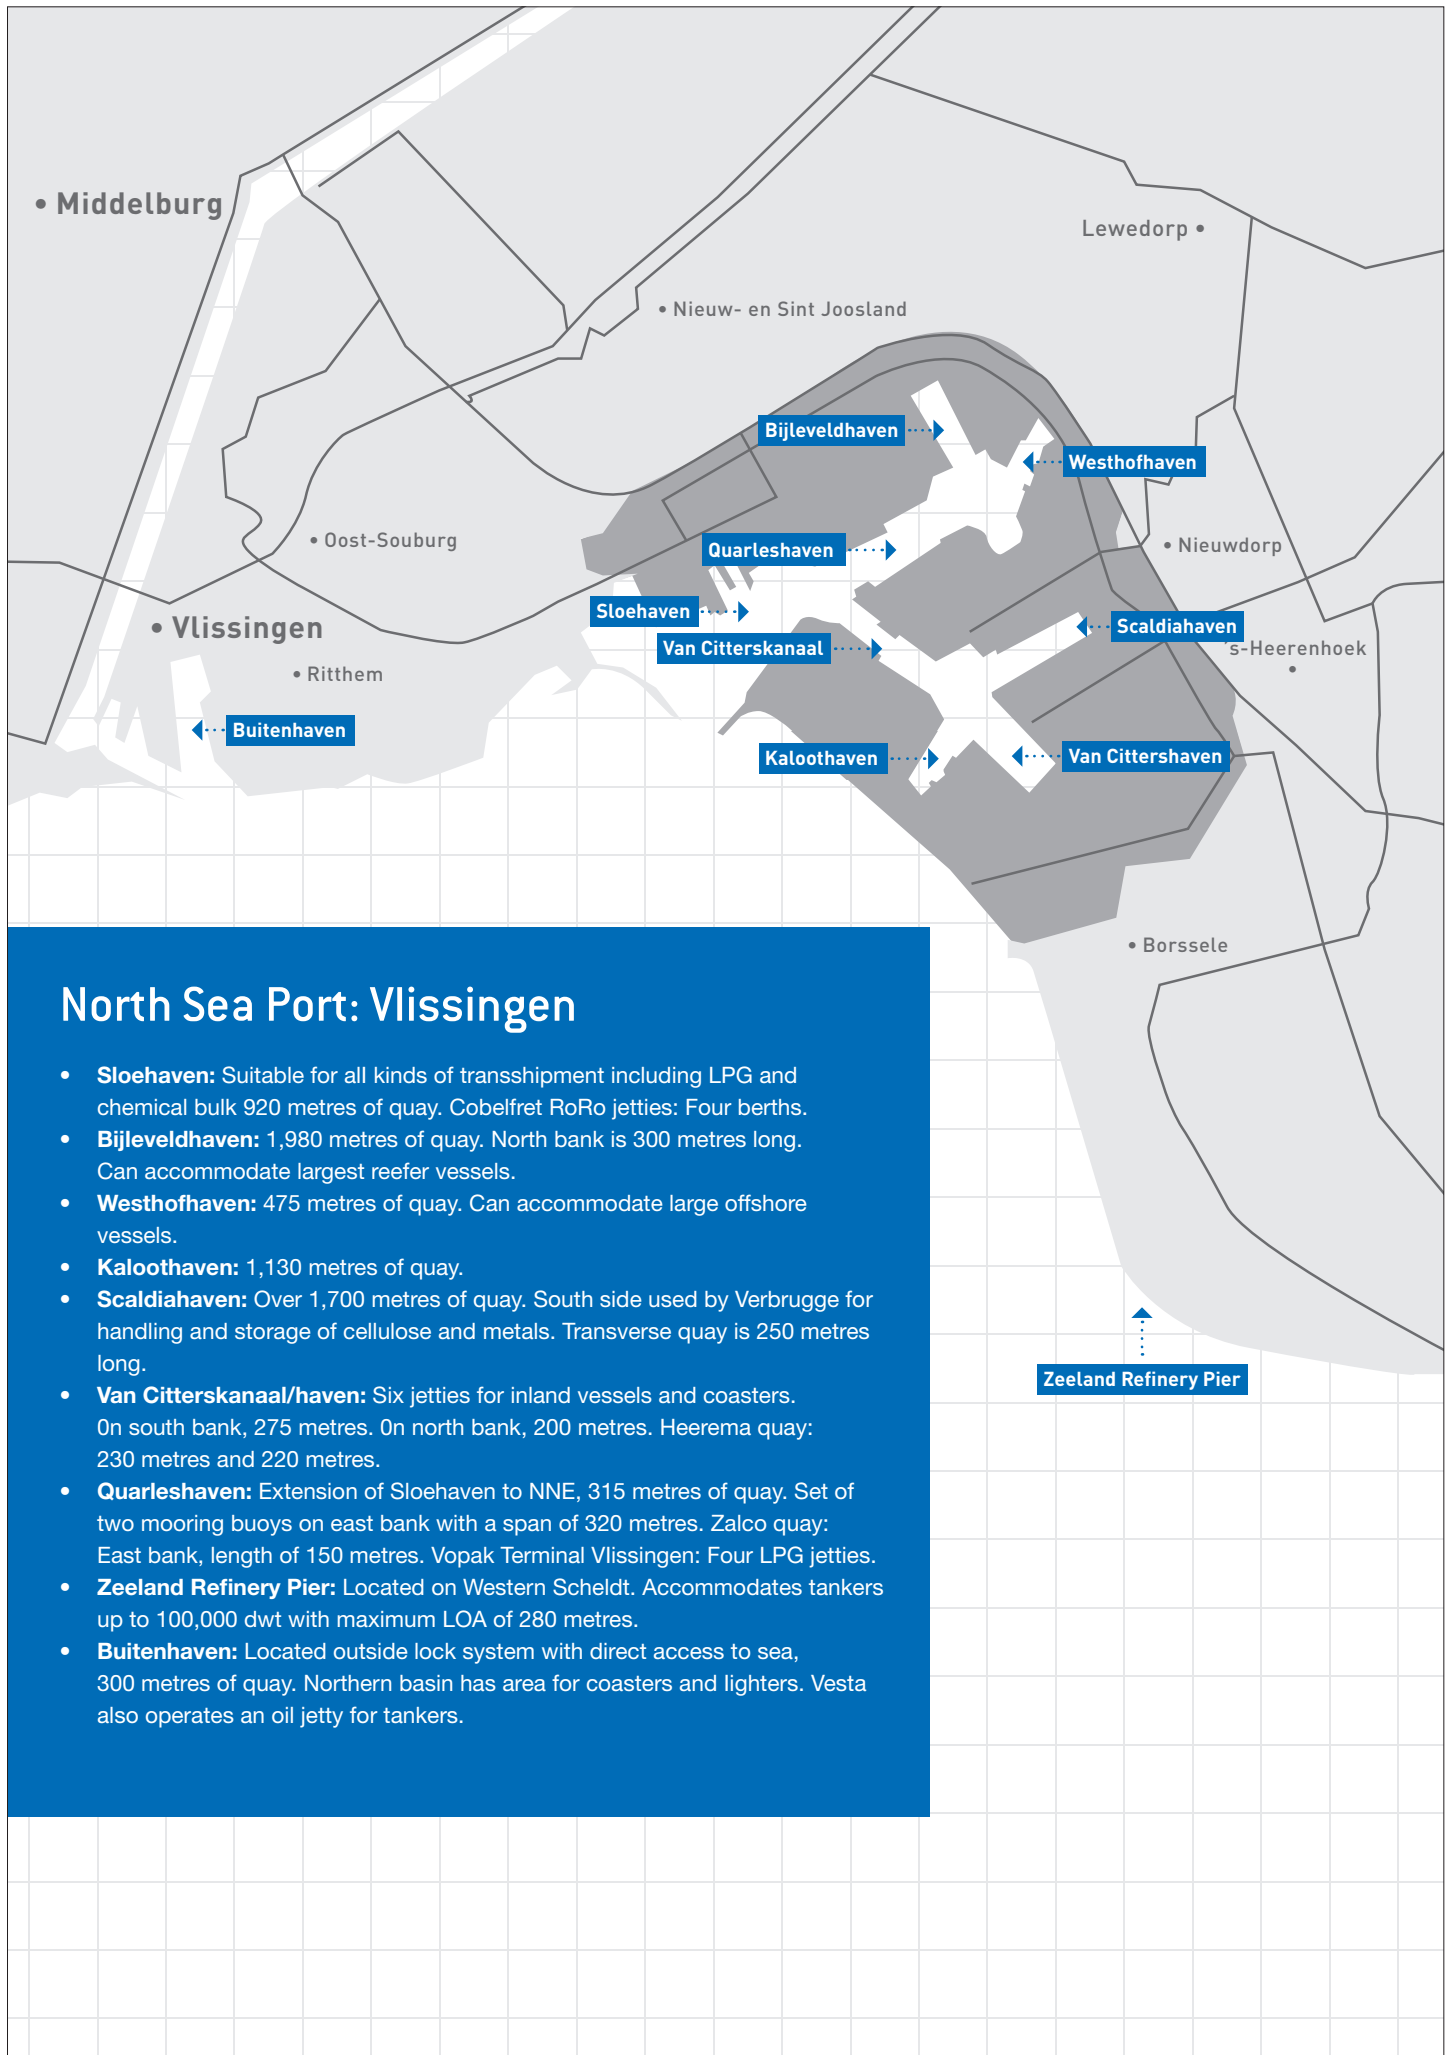 • Middelburg
Lewedorp •
• Nieuw- en Sint Joosland
Bijleveldhaven
Westhofhaven
• Oost-Souburg
Quarleshaven
• Nieuwdorp
Sloehaven
• Vlissingen
Scaldiahaven
Van Citterskanaal
's-Heerenhoek
• Ritthem
Buitenhaven
Kaloothaven
Van Cittershaven
• Borssele
North Sea Port: Vlissingen
• Sloehaven: Suitable for all kinds of transshipment including LPG and
chemical bulk 920 metres of quay. Cobelfret RoRo jetties: Four berths.
• Bijleveldhaven: 1,980 metres of quay. North bank is 300 metres long.
Can accommodate largest reefer vessels.
• Westhofhaven: 475 metres of quay. Can accommodate large offshore
vessels.
• Kaloothaven: 1,130 metres of quay.
• Scaldiahaven: Over 1,700 metres of quay. South side used by Verbrugge for
handling and storage of cellulose and metals. Transverse quay is 250 metres
long.
• Van Citterskanaal/haven: Six jetties for inland vessels and coasters.
0n south bank, 275 metres. 0n north bank, 200 metres. Heerema quay:
230 metres and 220 metres.
• Quarleshaven: Extension of Sloehaven to NNE, 315 metres of quay. Set of
two mooring buoys on east bank with a span of 320 metres. Zalco quay:
East bank, length of 150 metres. Vopak Terminal Vlissingen: Four LPG jetties.
• Zeeland Refinery Pier: Located on Western Scheldt. Accommodates tankers
up to 100,000 dwt with maximum LOA of 280 metres.
• Buitenhaven: Located outside lock system with direct access to sea,
300 metres of quay. Northern basin has area for coasters and lighters. Vesta
also operates an oil jetty for tankers.
Zeeland Refinery Pier